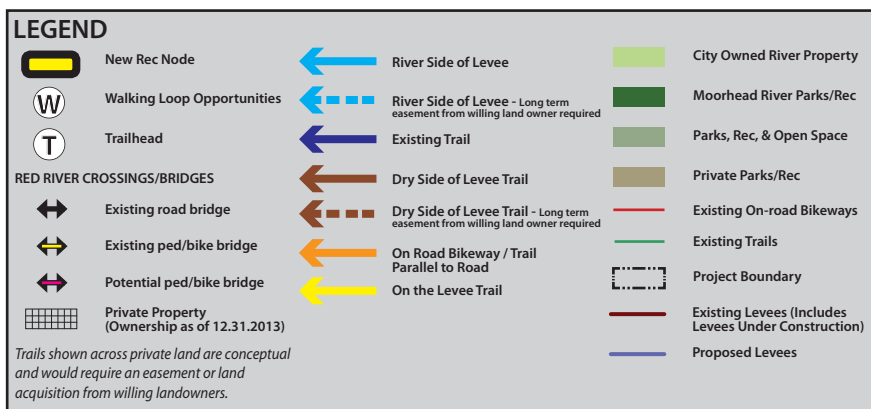 LEGEND
New Rec Node
W
Walking Loop Opportunities
T
Trailhead
RED RIVER CROSSINGS/BRIDGES
Existing road bridge
Existing ped/bike bridge
Potential ped/bike bridge
Private Property
(Ownership as of 12.31.2013)
Trails shown across private land are conceptual
and would require an easement or land
acquisition from willing landowners.
River Side of Levee
River Side of Levee - Long term
easement from willing land owner required
Existing Trail
Dry Side of Levee Trail
Dry Side of Levee Trail - Long term
easement from willing land owner required
On Road Bikeway / Trail
Parallel to Road
On the Levee Trail
City Owned River Property
Moorhead River Parks/Rec
Parks, Rec, & Open Space
Private Parks/Rec
Existing On-road Bikeways
Existing Trails
Project Boundary
Existing Levees (Includes
Levees Under Construction)
Proposed Levees